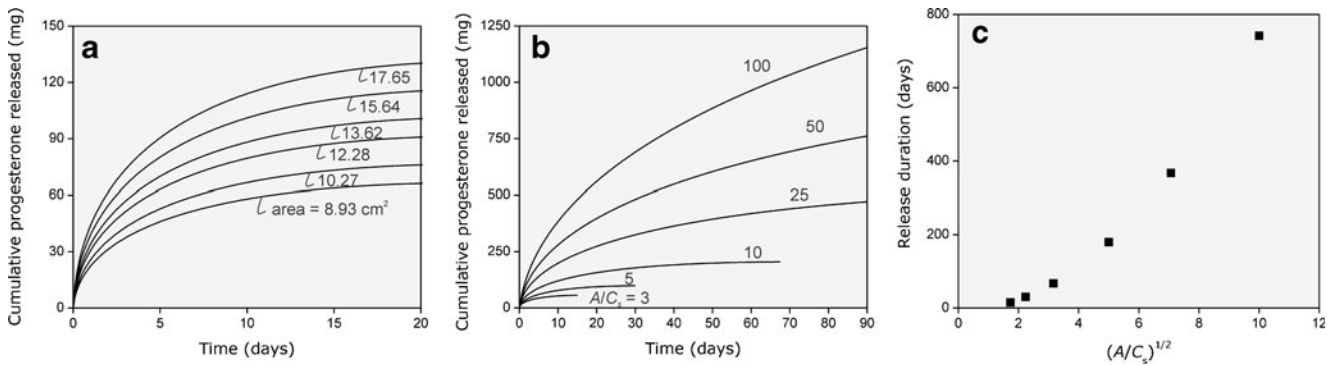 a
Cumulative progesterone released (mg)
150
120
90
60
30
0
17.65
15.64
13.62
12.28
10.27
area = 8.93 cm²
0 5 10 15 20
Time (days)
b
Cumulative progesterone released (mg)
1250
1000
750
500
250
0
100
50
25
10
5
A/Cs = 3
0 10 20 30 40 50 60 70 80 90
Time (days)
c
Release duration (days)
800
600
400
200
0
0 2 4 6 8 10 12
(A/Cs)1/2